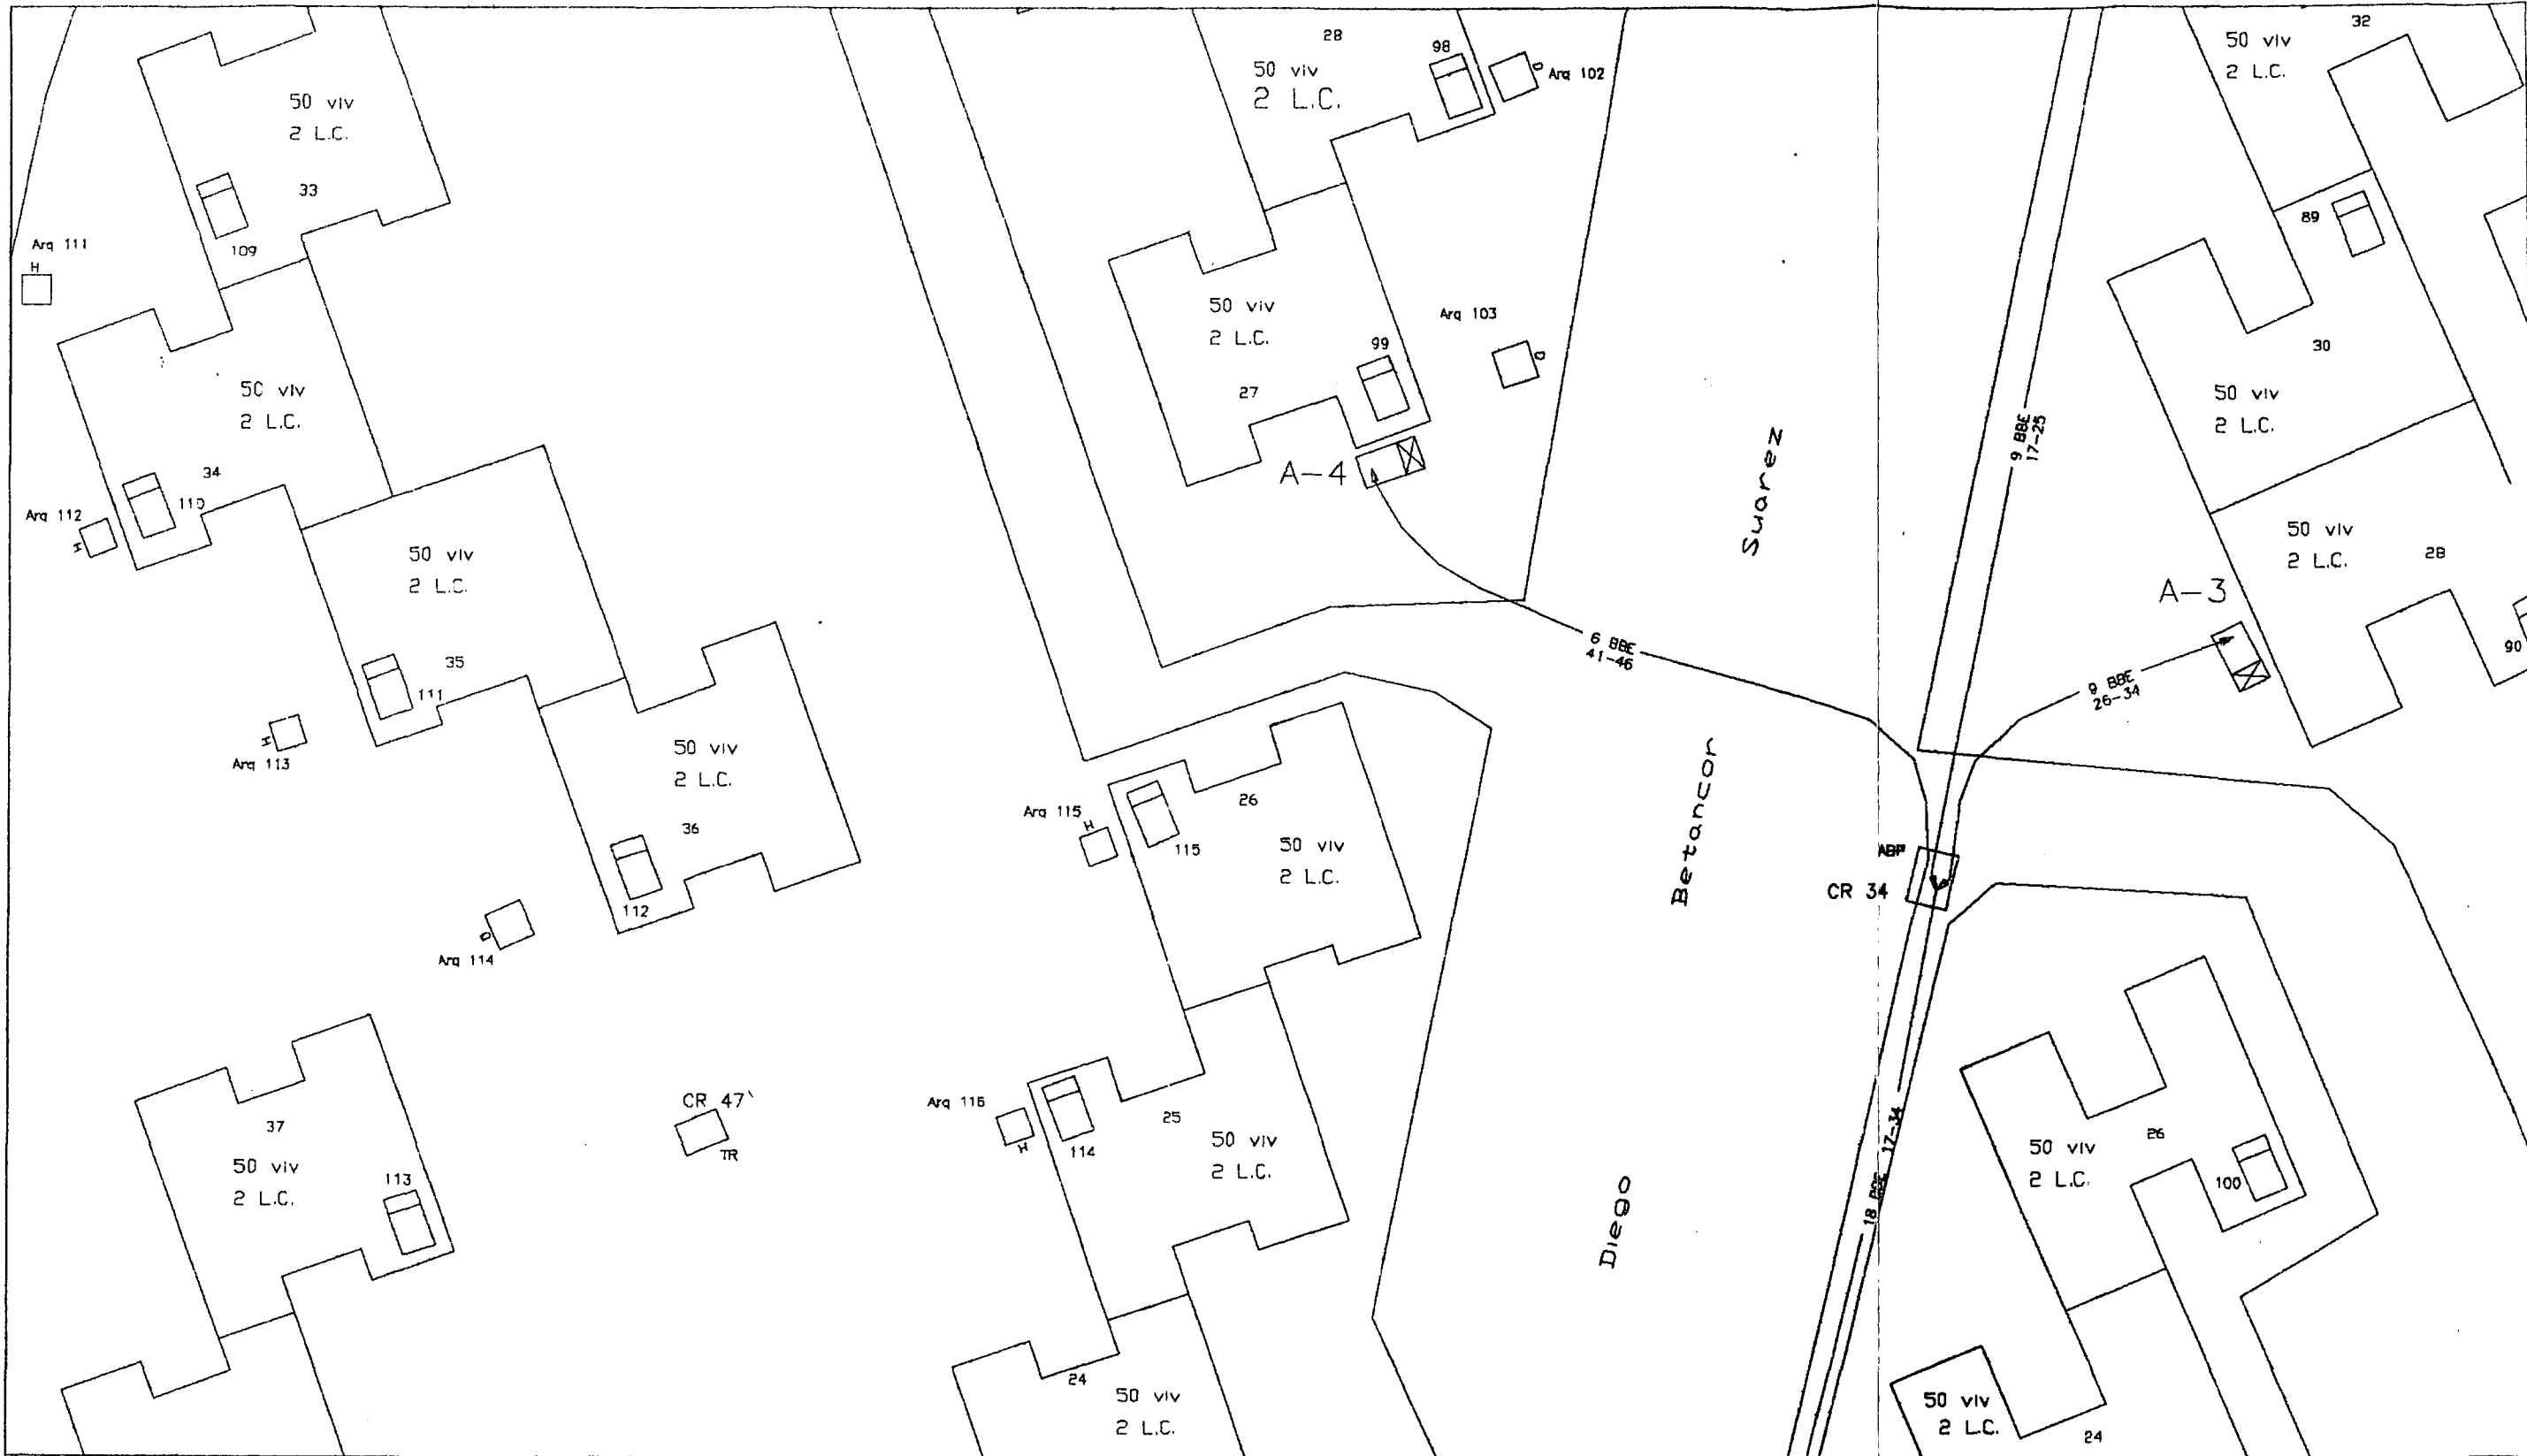 50 viv
2 L.C.
33
109
Arq 111
H
50 viv
2 L.C.
34
110
Arq 112
H
50 viv
2 L.C.
35
111
Arq 113
H
50 viv
2 L.C.
36
112
Arq 114
37
50 viv
2 L.C.
113
CR 47
TR
28
50 viv
2 L.C.
98
Arq 102
50 viv
2 L.C.
27
99
Arq 103
A-4
6 BBE
41-46
Suarez
Betancor
Diego
Arq 115
H
115
26
50 viv
2 L.C.
Arq 116
H
114
25
50 viv
2 L.C.
24
50 viv
2 L.C.
9 BBE
17-25
32
50 viv
2 L.C.
89
30
50 viv
2 L.C.
50 viv
2 L.C.
28
A-3
90
9 BBE
26-34
ABP
CR 34
18 BBE 17-34
50 viv
2 L.C.
26
100
50 viv
2 L.C.
24